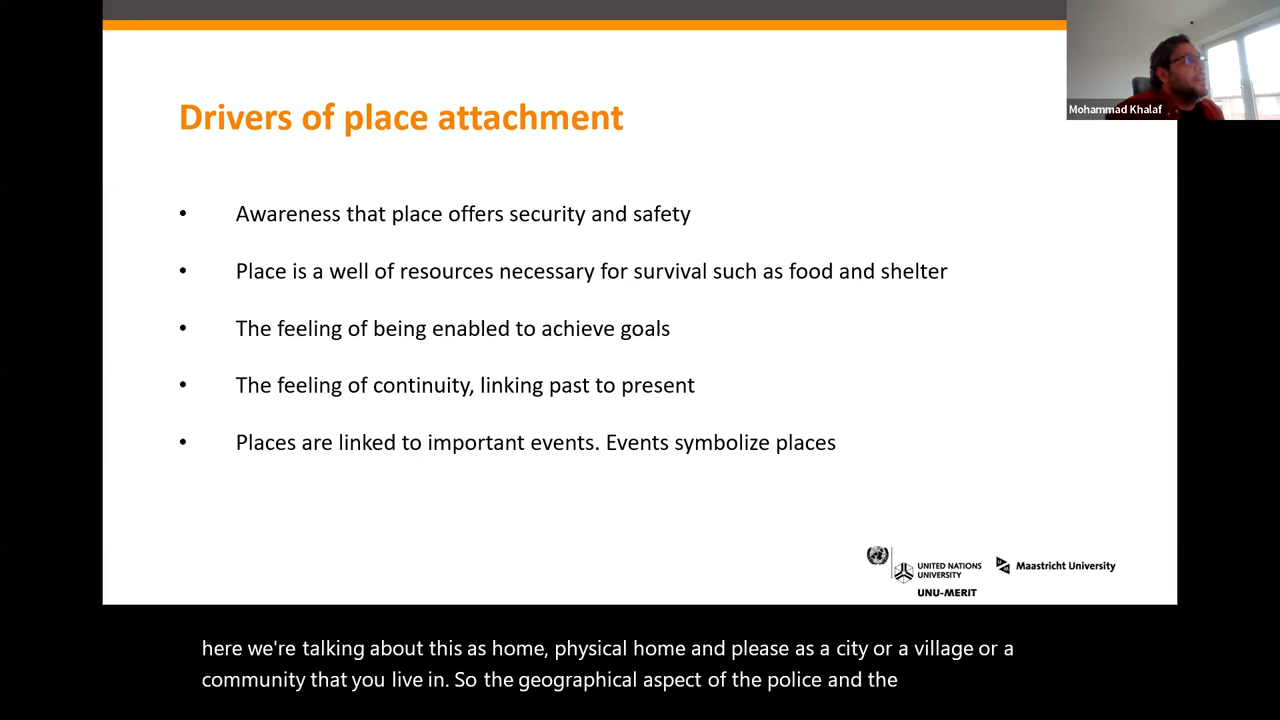 Mohammad Khalaf
Drivers of place attachment
• Awareness that place offers security and safety
• Place is a well of resources necessary for survival such as food and shelter
• The feeling of being enabled to achieve goals
• The feeling of continuity, linking past to present
• Places are linked to important events. Events symbolize places
UNITED NATIONS
UNIVERSITY
UNU-MERIT
Maastricht University
here we're talking about this as home, physical home and please as a city or a village or a
community that you live in. So the geographical aspect of the police and the